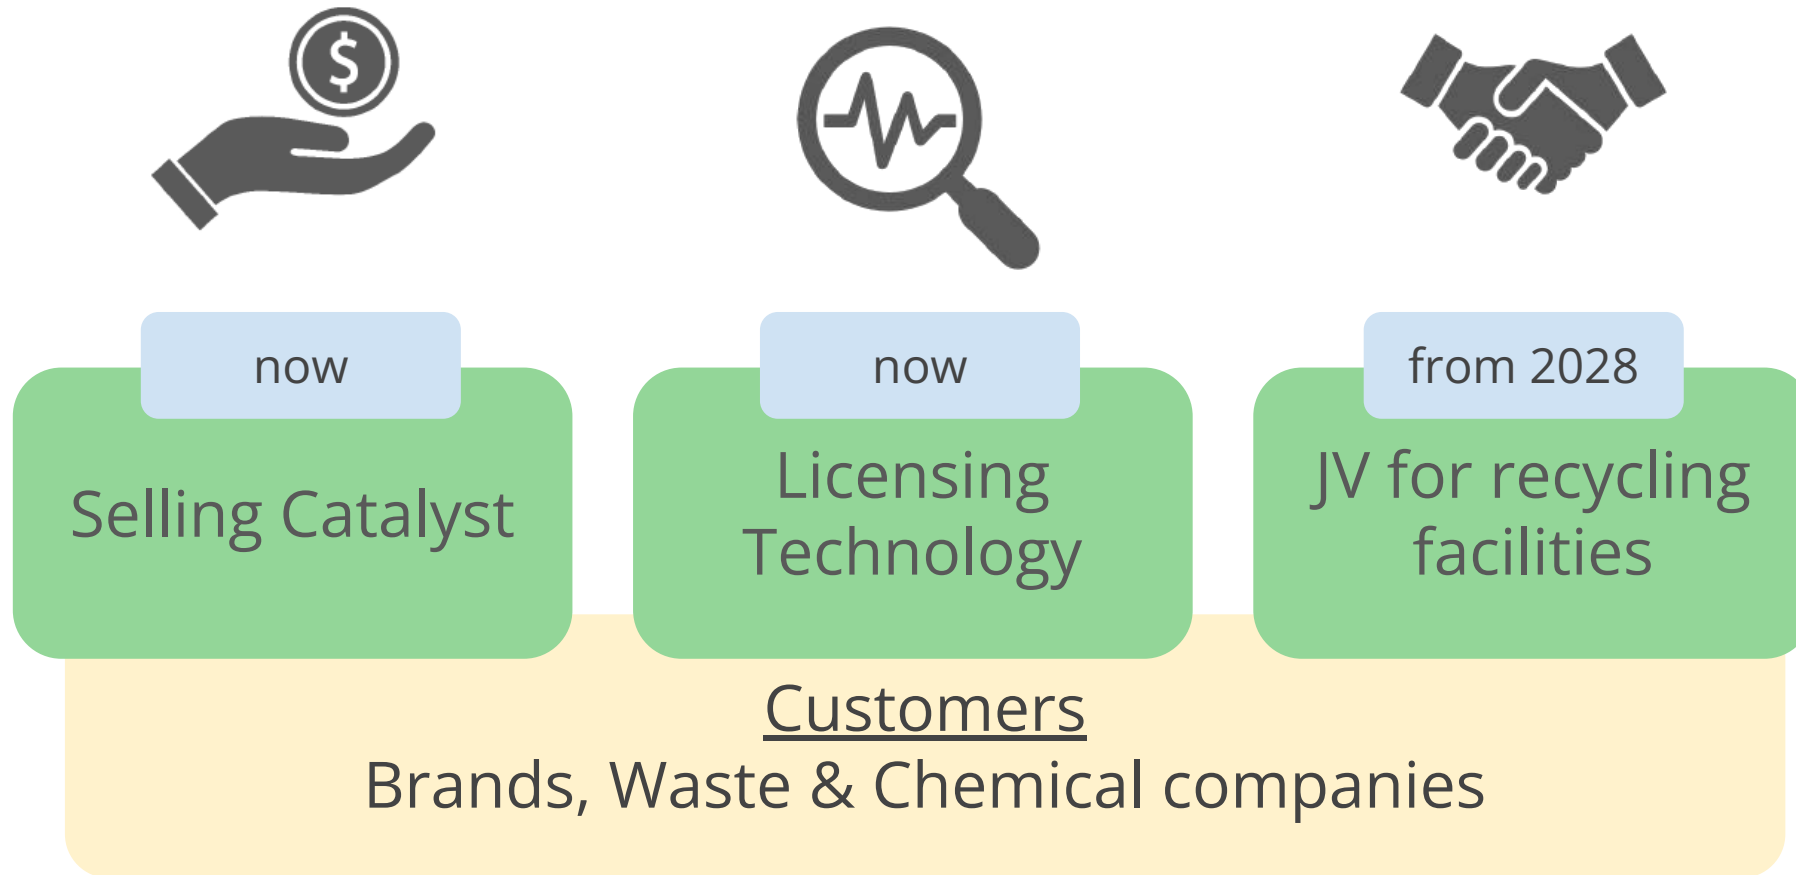 $
now
Selling Catalyst
now
Licensing
Technology
from 2028
JV for recycling
facilities
Customers
Brands, Waste & Chemical companies